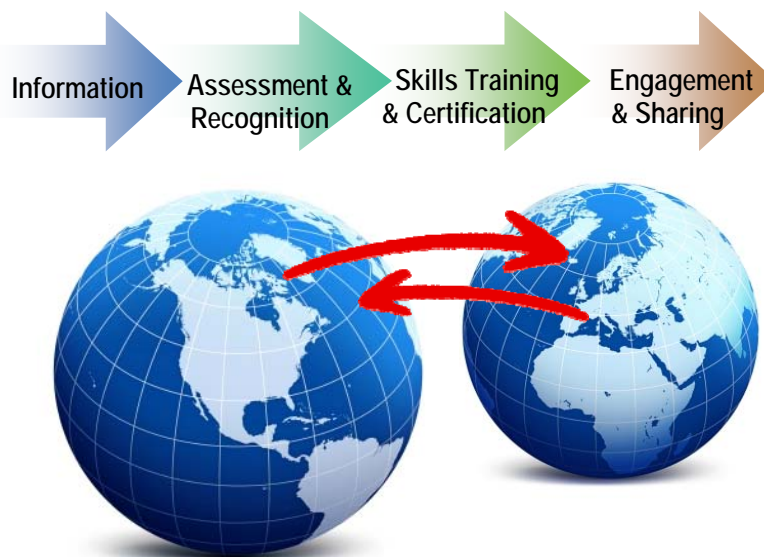 Information
Assessment &
Recognition
Skills Training
& Certification
Engagement
& Sharing